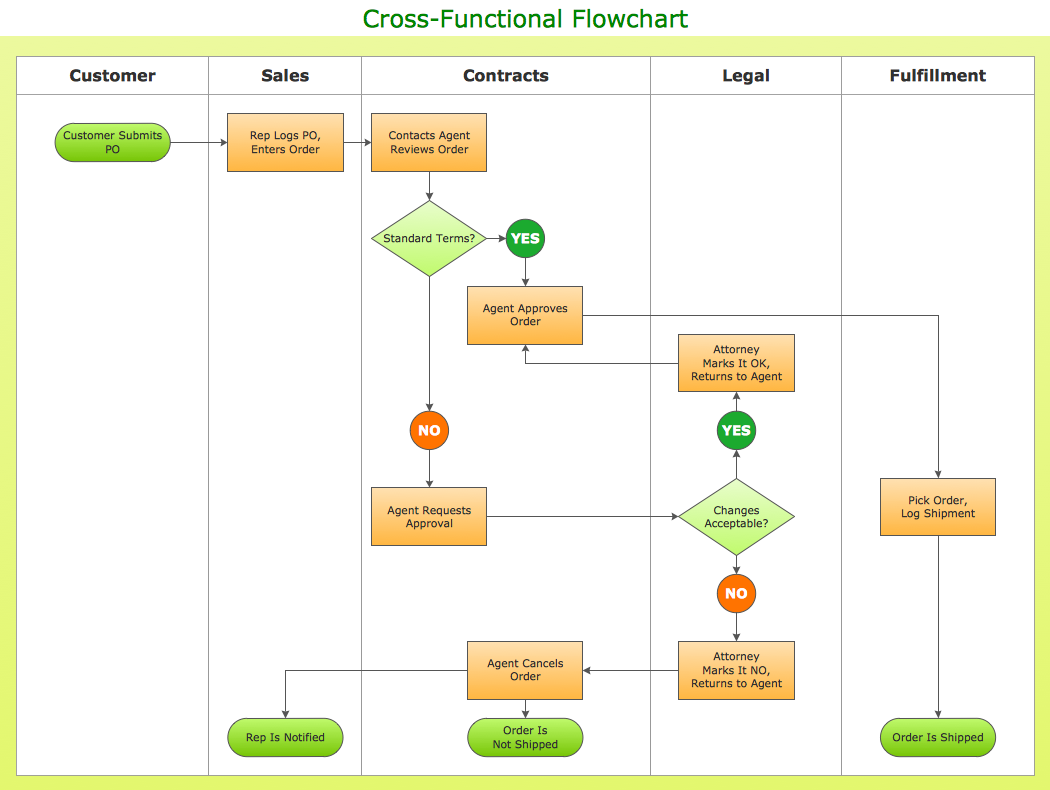 Cross-Functional Flowchart
Customer
Sales
Contracts
Legal
Fulfillment
Customer Submits
PO
Rep Logs PO,
Enters Order
Contacts Agent
Reviews Order
Standard Terms?
YES
Agent Approves
Order
Attorney
Marks It OK,
Returns to Agent
NO
YES
Agent Requests
Approval
Changes
Acceptable?
Pick Order,
Log Shipment
NO
Agent Cancels
Order
Attorney
Marks It NO,
Returns to Agent
Rep Is Notified
Order Is
Not Shipped
Order Is Shipped